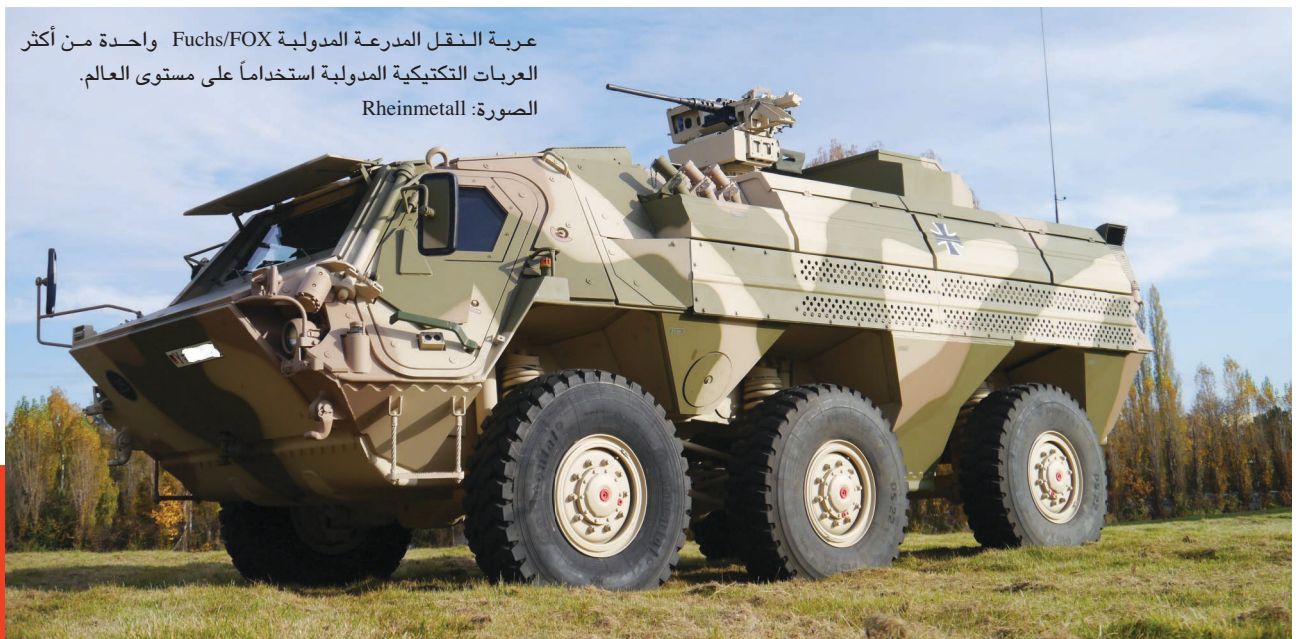 عربة النقل المدرعة المدولبة Fuchs/FOX واحدة من أكثر
العربات التكتيكية المدولبة استخداماً على مستوى العالم.
الصورة: Rheinmetall